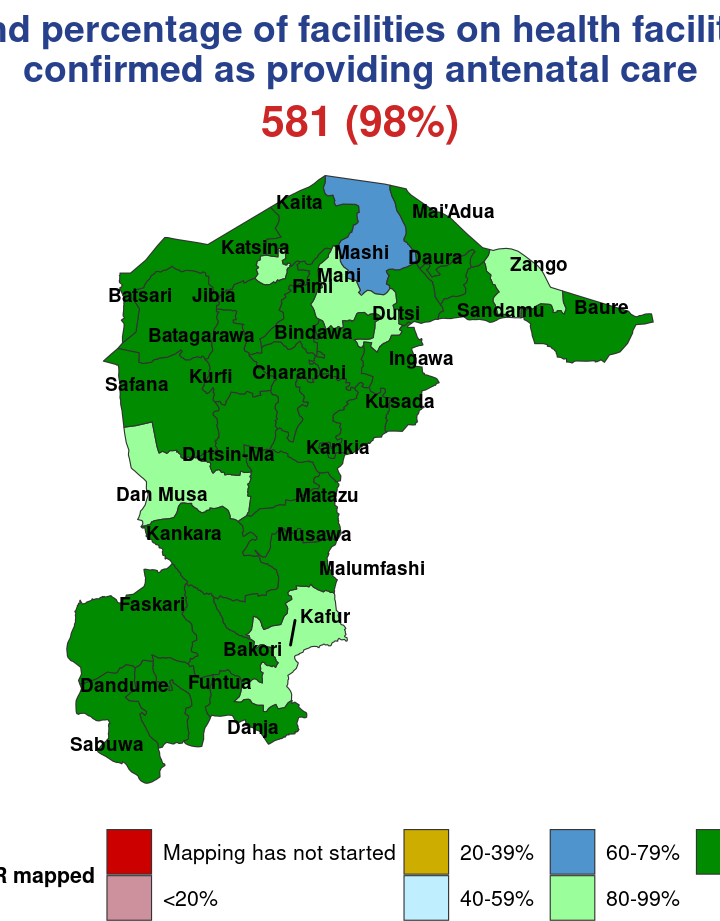 nd percentage of facilities on health facilit
confirmed as providing antenatal care
581 (98%)
Kaita
Mai'Adua
Katsina
Mashi
Daura
Zango
Mani
Rimi
Batsari
Jibia
Dutsi
Sandamu
Baure
Batagarawa
Bindawa
Ingawa
Safana
Kurfi
Charanchi
Kusada
Dutsin-Ma
Kankia
Dan Musa
Matazu
Kankara
Musawa
Malumfashi
Faskari
Kafur
Bakori
Dandume
Funtua
Danja
Sabuwa
R mapped
Mapping has not started
20-39%
60-79%
<20%
40-59%
80-99%